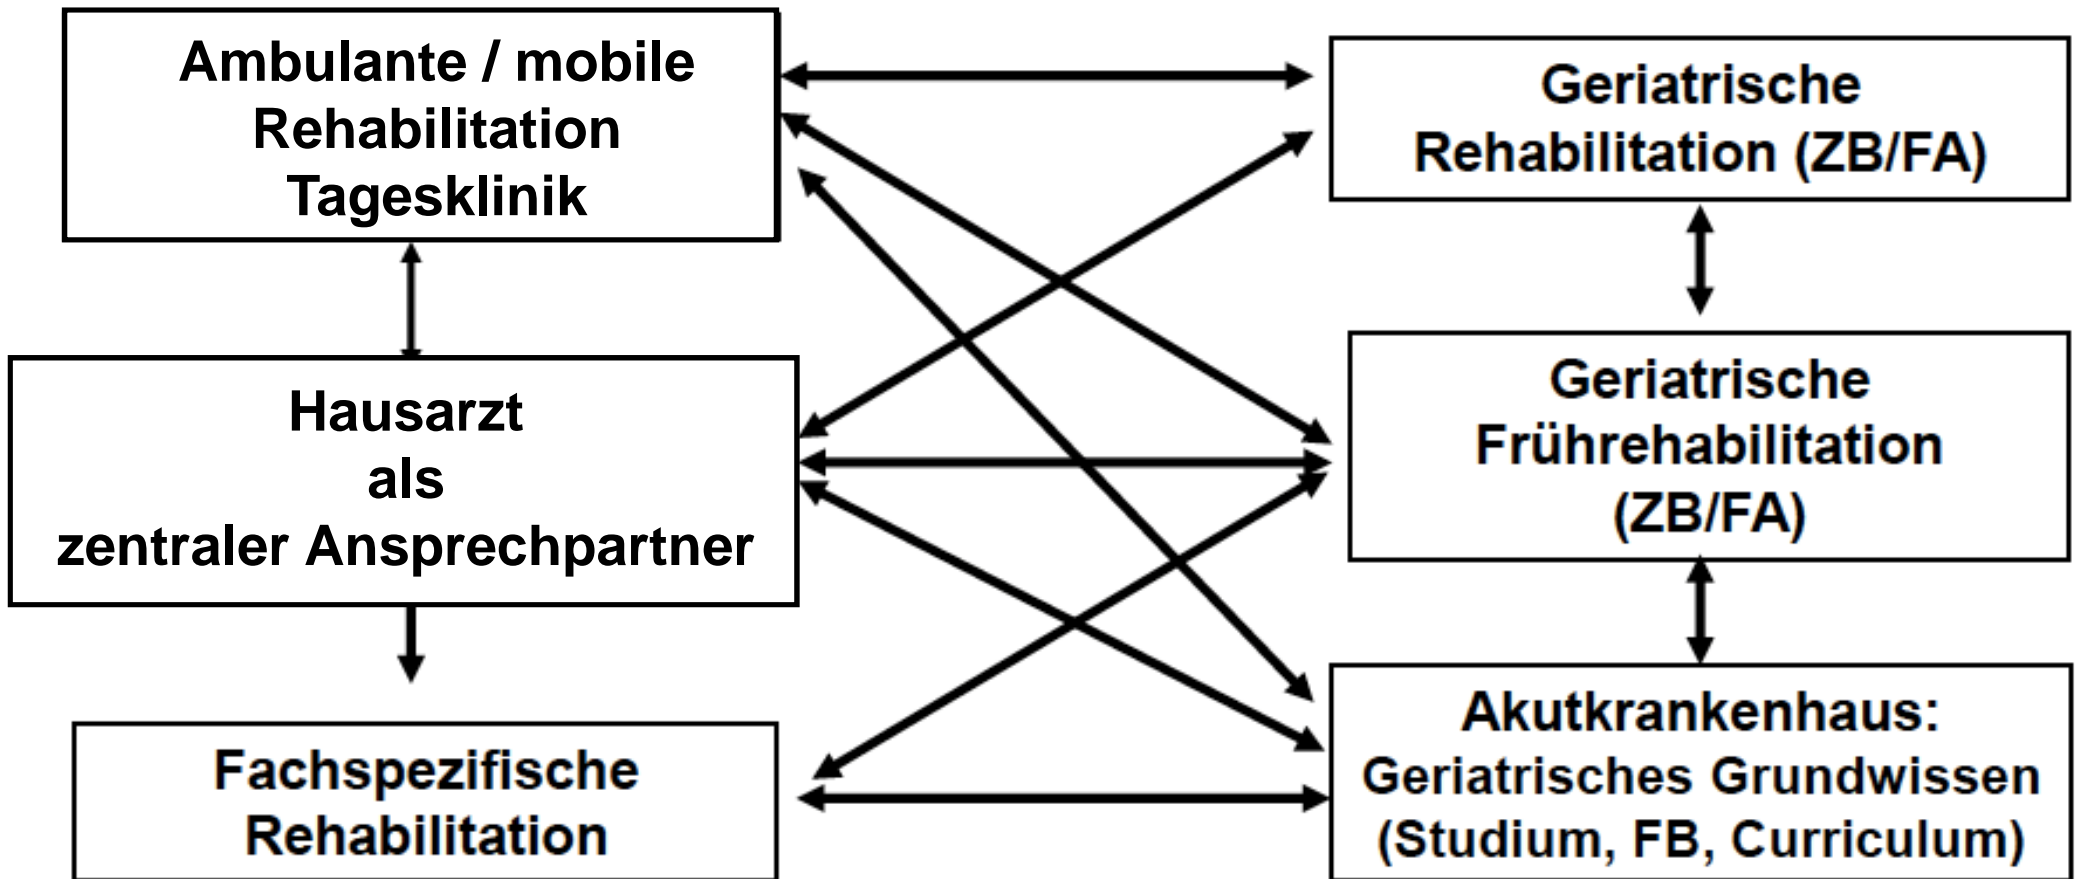 Ambulante / mobile
Rehabilitation
Tagesklinik
Geriatrische
Rehabilitation (ZB/FA)
Hausarzt
als
zentraler Ansprechpartner
Geriatrische
Frührehabilitation
(ZB/FA)
Fachspezifische
Rehabilitation
Akutkrankenhaus:
Geriatrisches Grundwissen
(Studium, FB, Curriculum)